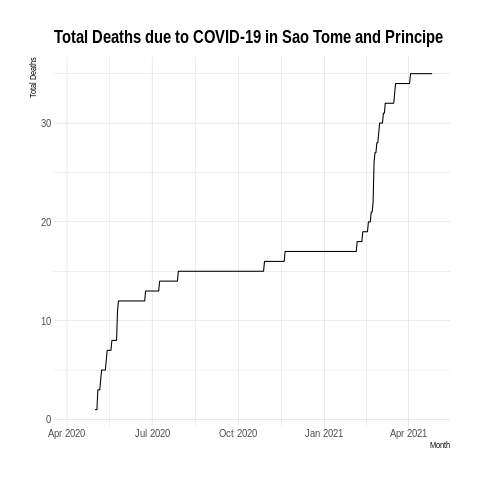 Total Deaths due to COVID-19 in Sao Tome and Principe
Total Deaths
30
20
10
0
Apr 2020 Jul 2020 Oct 2020 Jan 2021 Apr 2021
Month